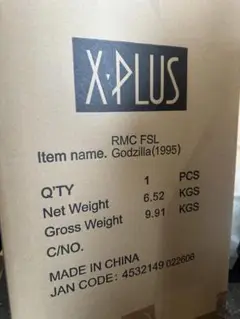 X·PLUS
RMC FSL
Item name. Godzilla(1995)
Q'TY 1 PCS
Net Weight 6.52 KGS
Gross Weight 9.91 KGS
C/NO.
MADE IN CHINA
JAN CODE: 4532149 022608